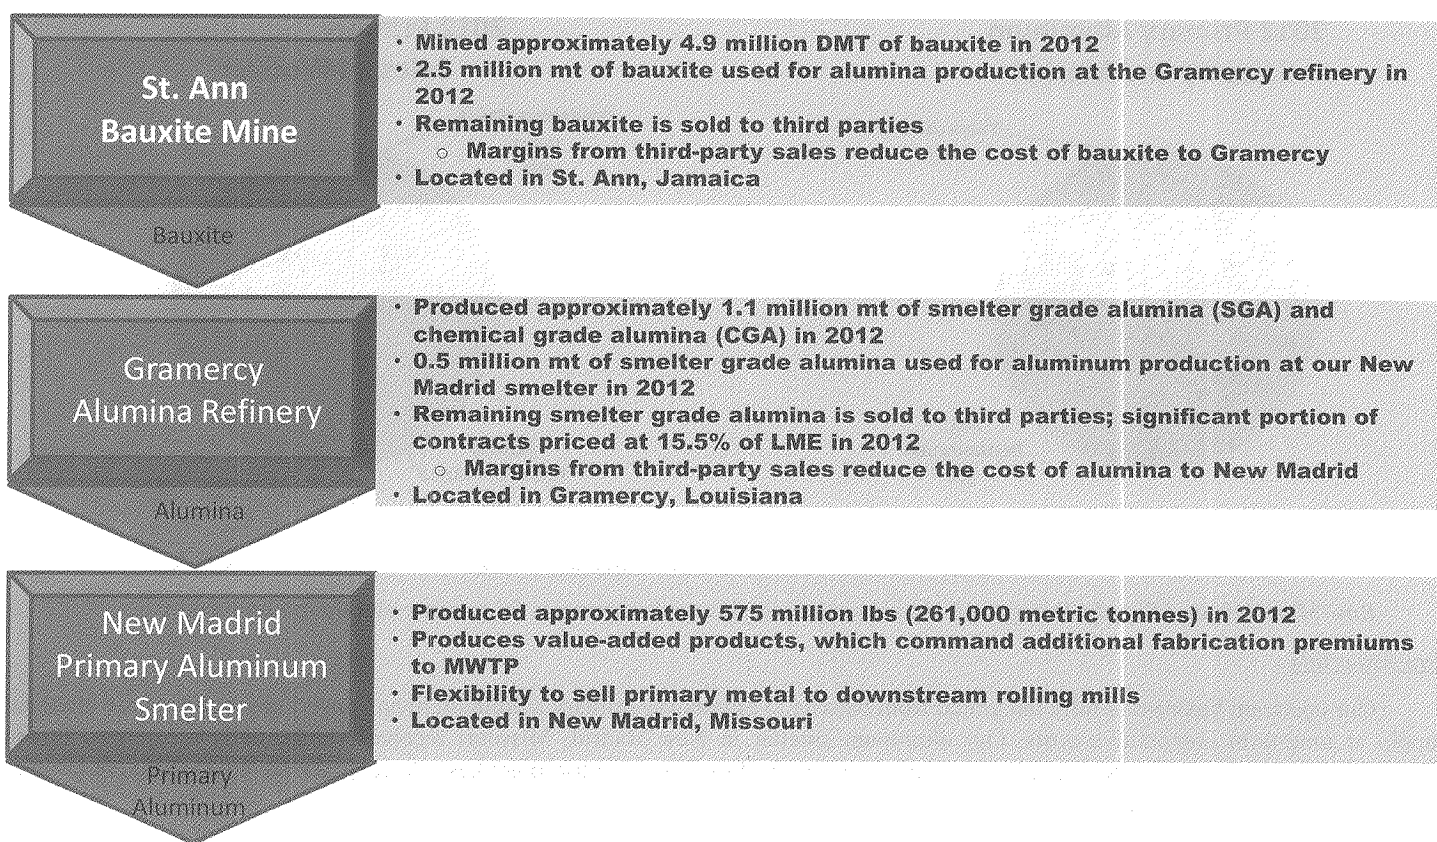 St. Ann
Bauxite Mine
• Mined approximately 4.9 million DMT of bauxite in 2012
• 2.5 million mt of bauxite used for alumina production at the Gramercy refinery in
2012
• Remaining bauxite is sold to third parties
○ Margins from third-party sales reduce the cost of bauxite to Gramercy
• Located in St. Ann, Jamaica
Bauxite
Gramercy
Alumina Refinery
• Produced approximately 1.1 million mt of smelter grade alumina (SGA) and
chemical grade alumina (CGA) in 2012
• 0.5 million mt of smelter grade alumina used for aluminum production at our New
Madrid smelter in 2012
• Remaining smelter grade alumina is sold to third parties; significant portion of
contracts priced at 15.5% of LME in 2012
○ Margins from third-party sales reduce the cost of alumina to New Madrid
• Located in Gramercy, Louisiana
Alumina
New Madrid
Primary Aluminum
Smelter
• Produced approximately 575 million lbs (261,000 metric tonnes) in 2012
• Produces value-added products, which command additional fabrication premiums
to MWTP
• Flexibility to sell primary metal to downstream rolling mills
• Located in New Madrid, Missouri
Primary
Aluminum